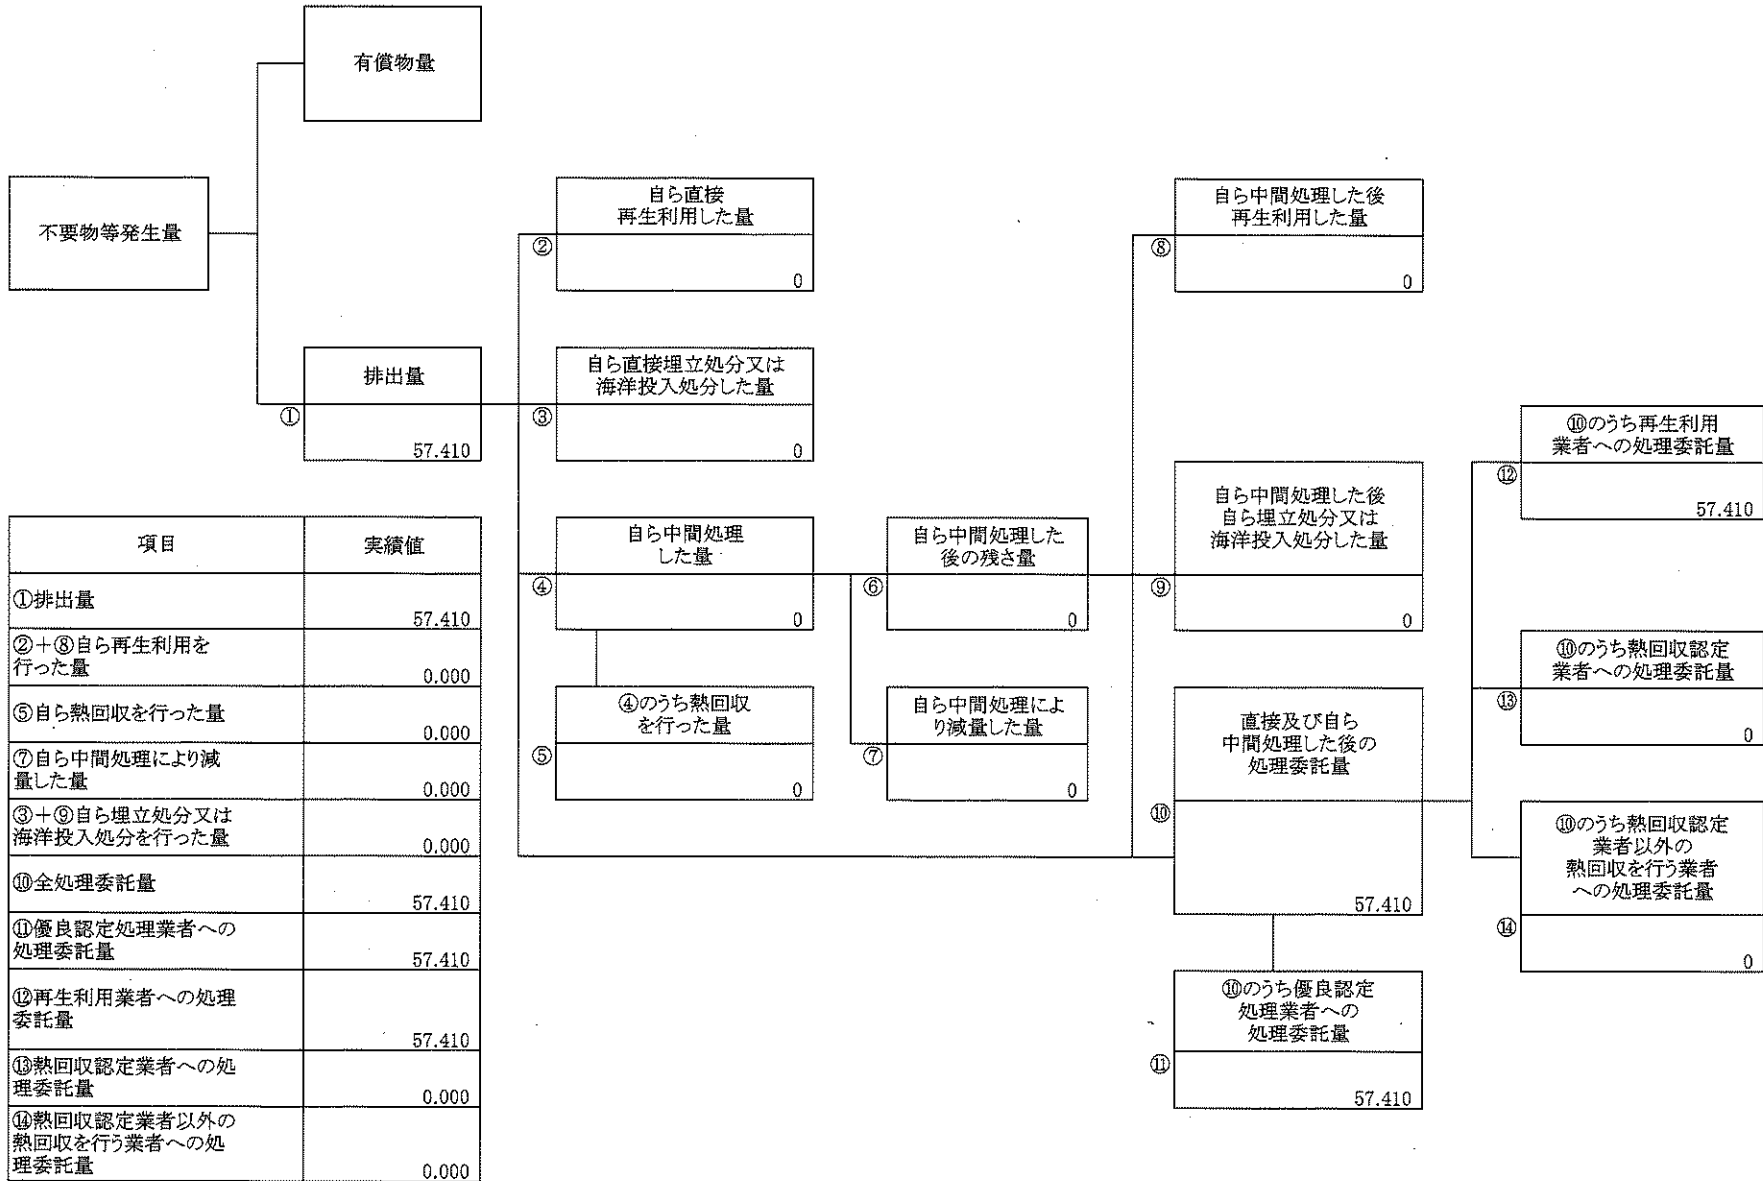 有償物量
不要物等発生量
排出量
①
57.410
自ら直接
再生利用した量
②
0
自ら直接埋立処分又は
海洋投入処分した量
③
0
自ら中間処理
した量
④
0
④のうち熱回収
を行った量
⑤
0
自ら中間処理した
後の残さ量
⑥
0
自ら中間処理によ
り減量した量
⑦
0
自ら中間処理した後
再生利用した量
⑧
0
自ら中間処理した後
自ら埋立処分又は
海洋投入処分した量
⑨
0
直接及び自ら
中間処理した後の
処理委託量
⑩
57.410
⑩のうち優良認定
処理業者への
処理委託量
⑪
57.410
⑩のうち再生利用
業者への処理委託量
⑫
57.410
⑩のうち熱回収認定
業者への処理委託量
⑬
0
⑩のうち熱回収認定
業者以外の
熱回収を行う業者
への処理委託量
⑭
0
項目 実績値
①排出量
57.410
②+⑧自ら再生利用を
行った量
0.000
⑤自ら熱回収を行った量
0.000
⑦自ら中間処理により減
量した量
0.000
③+⑨自ら埋立処分又は
海洋投入処分を行った量
0.000
⑩全処理委託量
57.410
⑪優良認定処理業者への
処理委託量
57.410
⑫再生利用業者への処理
委託量
57.410
⑬熱回収認定業者への処
理委託量
0.000
⑭熱回収認定業者以外の
熱回収を行う業者への処
理委託量
0.000